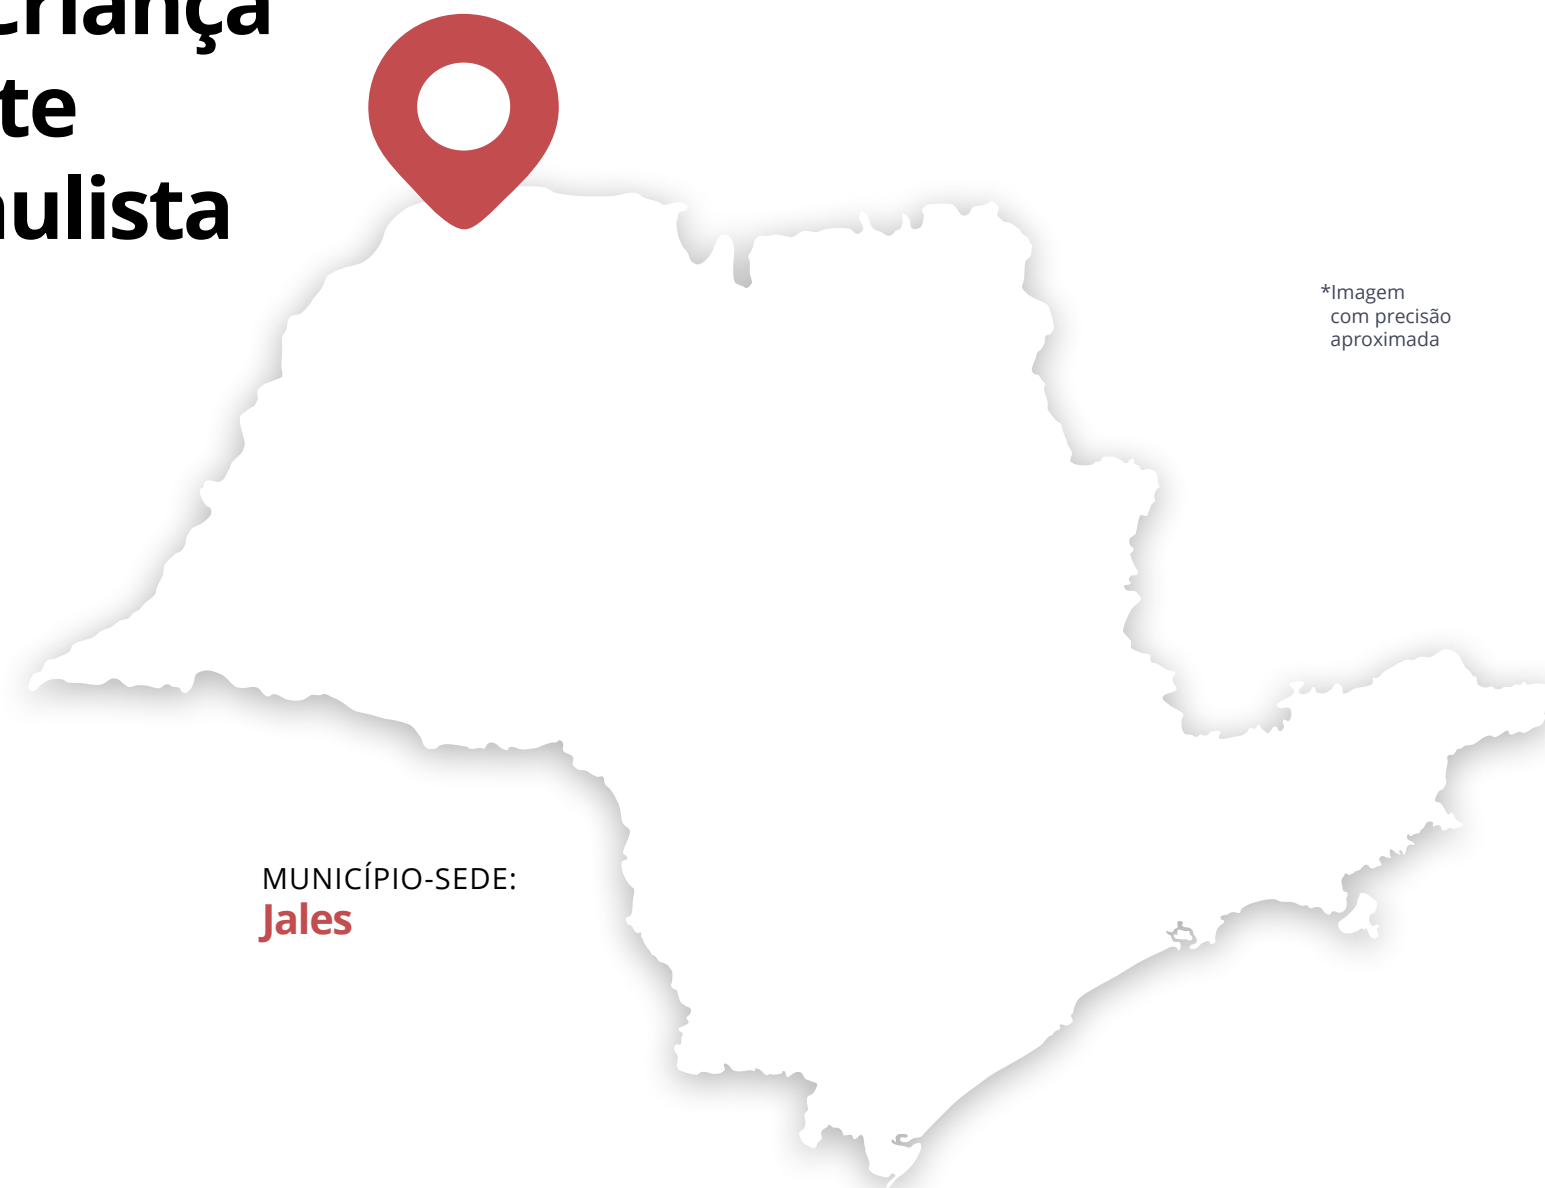 criança
te
ulista
*Imagem
com precisão
aproximada
MUNICÍPIO-SEDE:
Jales